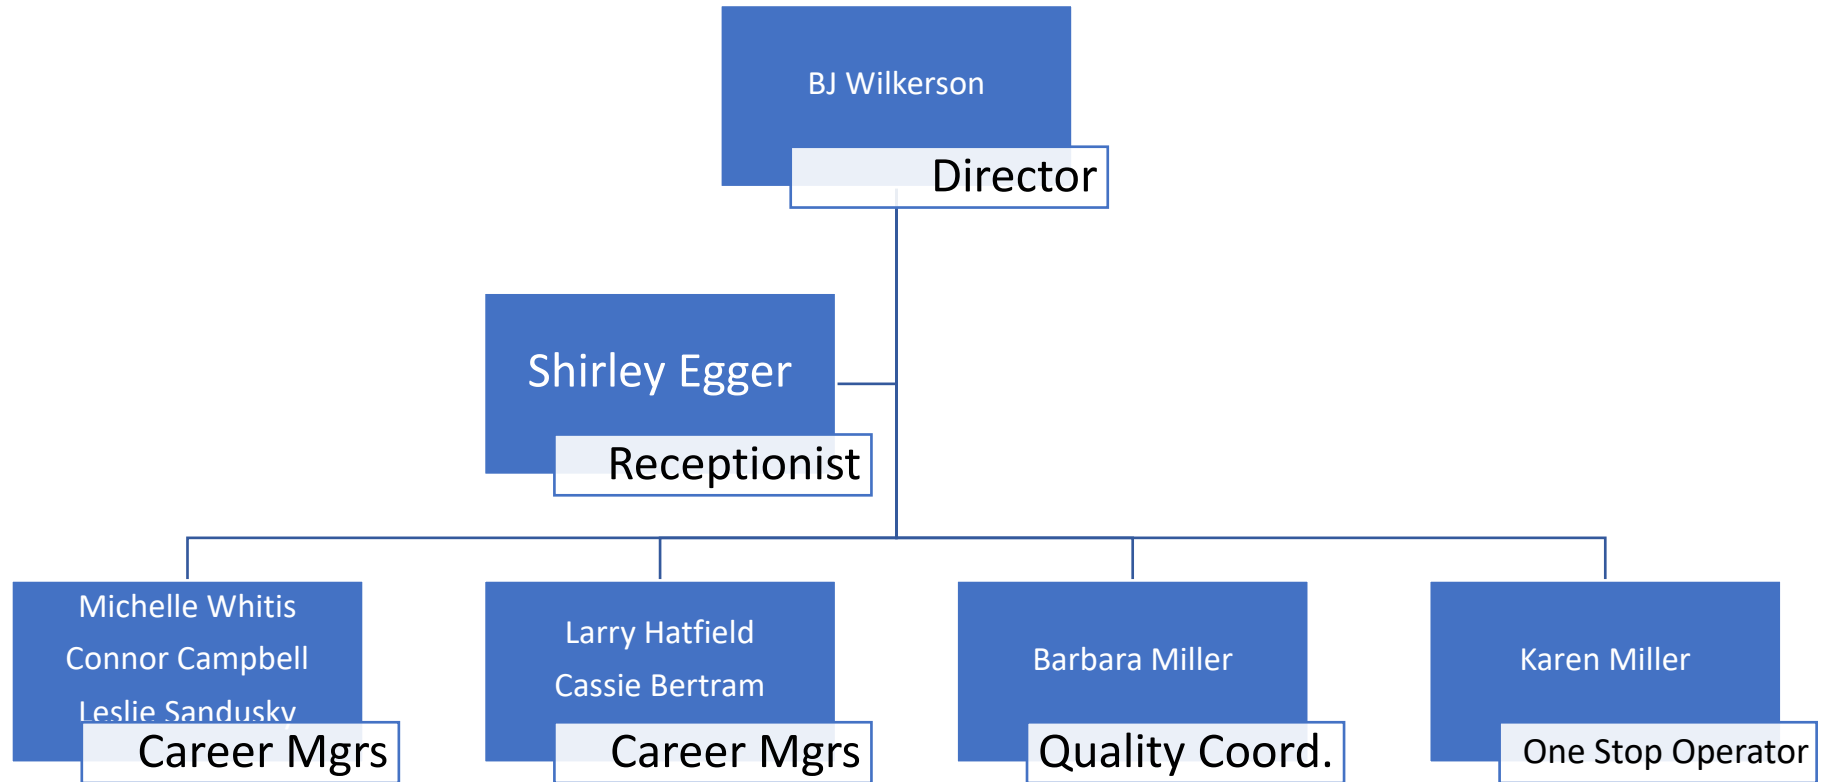 BJ Wilkerson
Director
Shirley Egger
Receptionist
Michelle Whitis
Connor Campbell
Leslie Sandusky
Career Mgrs
Larry Hatfield
Cassie Bertram
Career Mgrs
Barbara Miller
Quality Coord.
Karen Miller
One Stop Operator